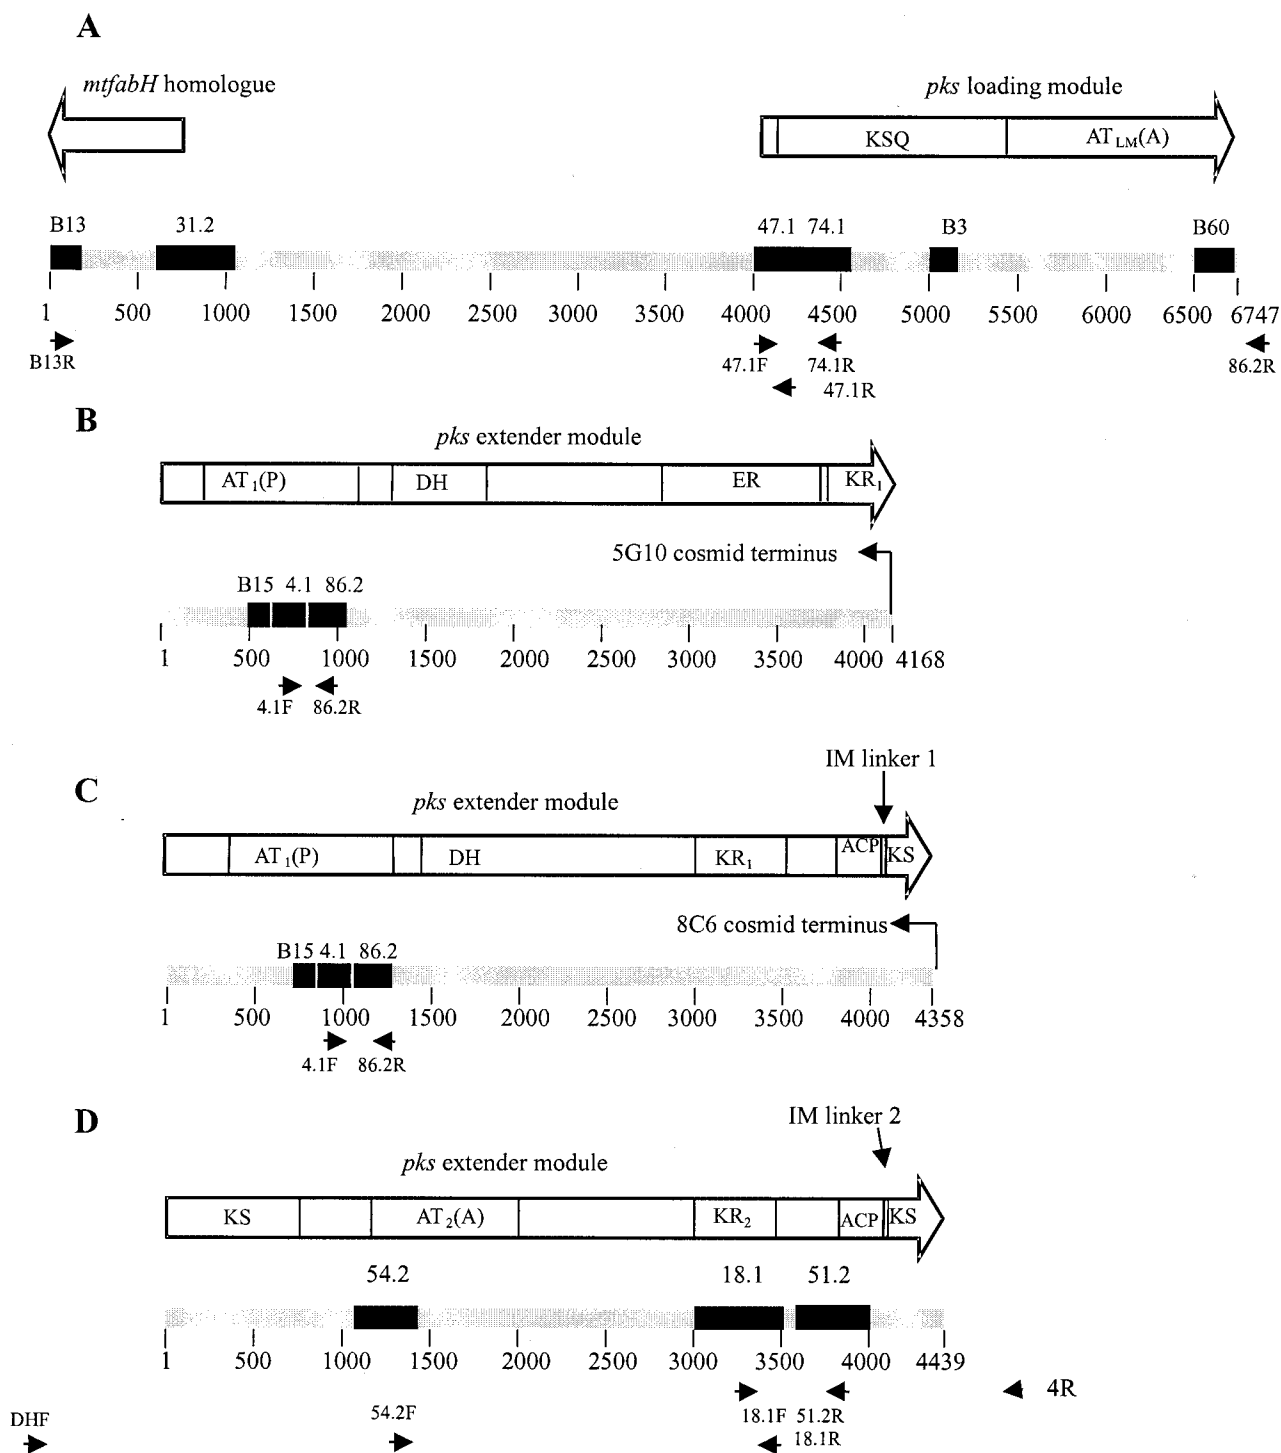 A
mtfabH homologue
pks loading module
KSQ ATLM(A)
B13 31.2 47.1 74.1 B3 B60
1 500 1000 1500 2000 2500 3000 3500 4000 4500 5000 5500 6000 6500 6747
B13R 47.1F 74.1R 86.2R
47.1R
B
pks extender module
AT1(P) DH ER KR1
5G10 cosmid terminus
B15 4.1 86.2
1 500 1000 1500 2000 2500 3000 3500 4000 4168
4.1F 86.2R
IM linker 1
C
pks extender module
AT1(P) DH KR1 ACP KS
8C6 cosmid terminus
B15 4.1 86.2
1 500 1000 1500 2000 2500 3000 3500 4000 4358
4.1F 86.2R
D
IM linker 2
pks extender module
KS AT2(A) KR2 ACP KS
54.2 18.1 51.2
1 500 1000 1500 2000 2500 3000 3500 4000 4439
4R
DHF 54.2F 18.1F 51.2R
18.1R